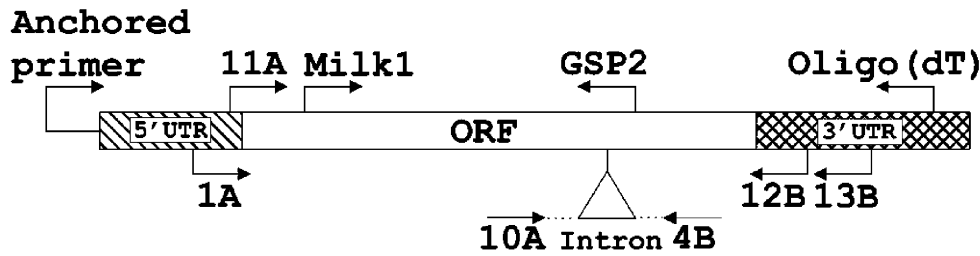 Anchored
primer
11A Milk1 GSP2 Oligo(dT)
5'UTR ORF 3'UTR
1A 12B 13B
10A Intron 4B